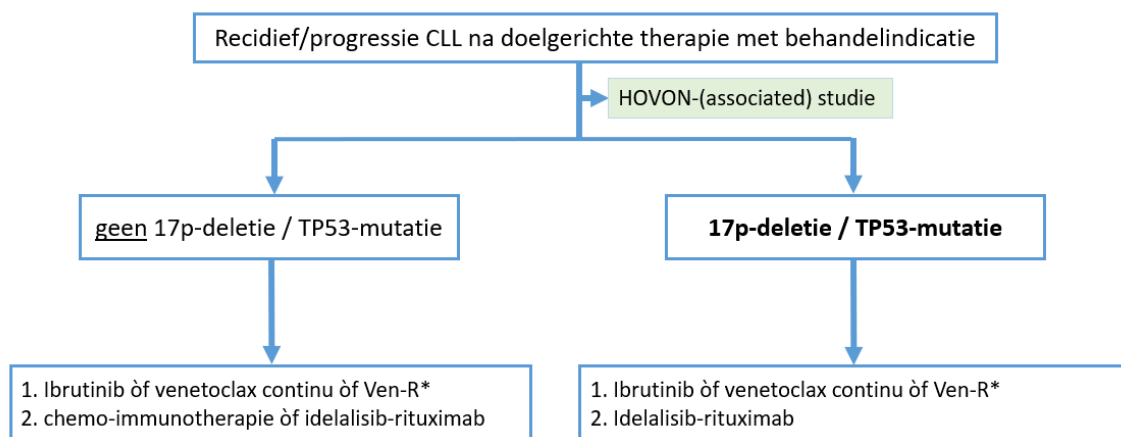 Recidief/progressie CLL na doelgerichte therapie met behandelindicatie
HOVON-(associated) studie
geen 17p-deletie / TP53-mutatie
17p-deletie / TP53-mutatie
1. Ibrutinib òf venetoclax continu òf Ven-R*
2. chemo-immunotherapie òf idelalisib-rituximab
1. Ibrutinib òf venetoclax continu òf Ven-R*
2. Idelalisib-rituximab